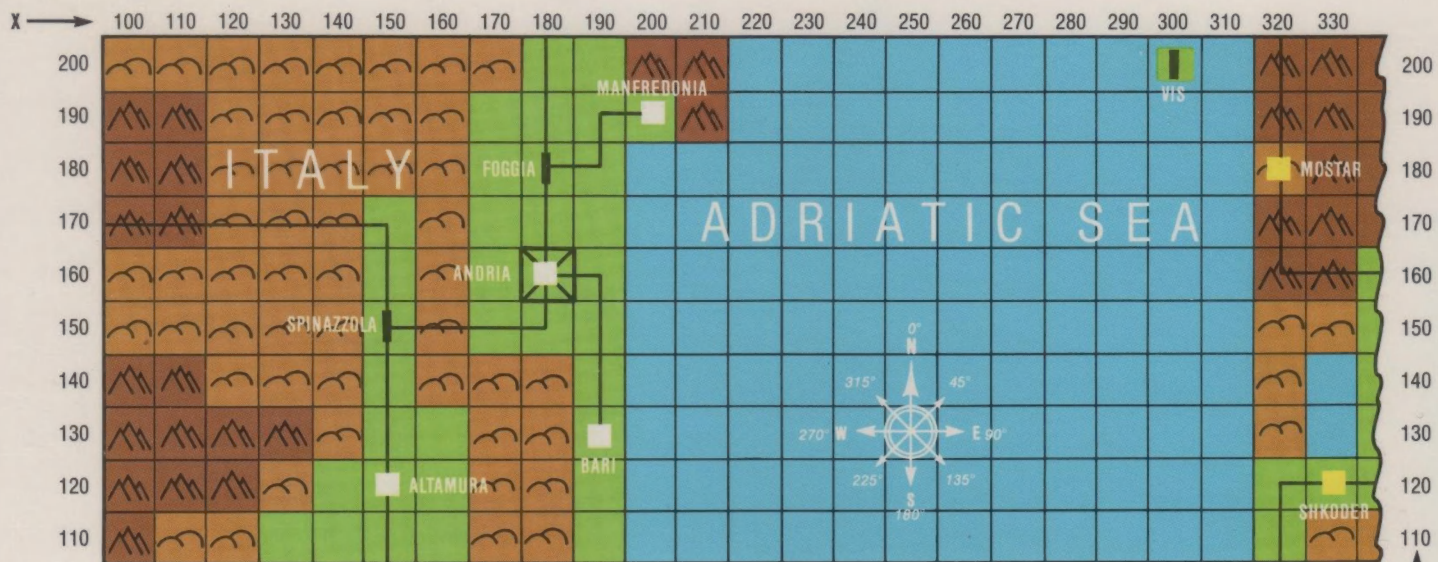 X 100 110 120 130 140 150 160 170 180 190 200 210 220 230 240 250 260 270 280 290 300 310 320 330
200 200
MANFREDONIA
VIS
190 190
ITALY
180 FOGGIA MOSTAR 180
170 ADRIATIC SEA 170
160 ANDRIA 160
150 SPINAZZOLA 150
0°
N
140 315° 45° 140
130 270° W E 90° 130
BARI
120 ALTAMURA 225° 135° 120
S
180°
SHKODER
110 110